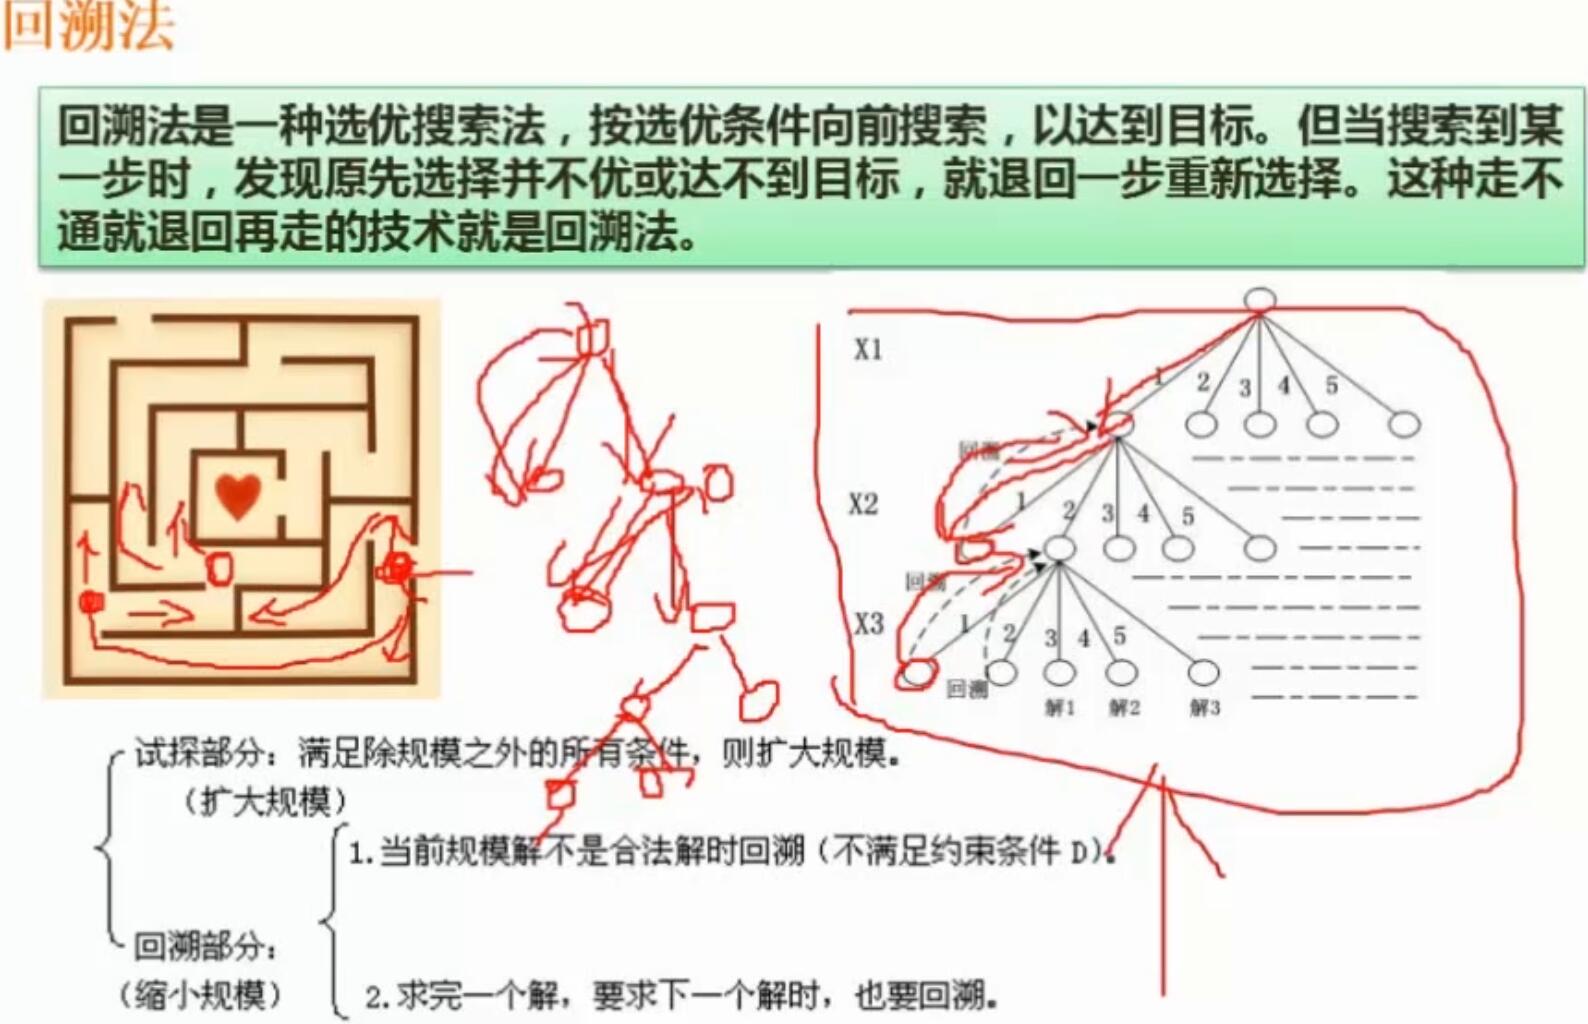 回溯法
回溯法是一种选优搜索法，按选优条件向前搜索，以达到目标。但当搜索到某
一步时，发现原先选择并不优或达不到目标，就退回一步重新选择。这种走不
通就退回再走的技术就是回溯法。
X1
1 2 3 4 5
回溯
X2
1 2 3 4 5
回溯
X3
1 2 3 4 5
回溯
解1 解2 解3
试探部分：满足除规模之外的所有条件，则扩大规模。
（扩大规模）
1.当前规模解不是合法解时回溯（不满足约束条件 D）。
回溯部分：
（缩小规模）
2.求完一个解，要求下一个解时，也要回溯。